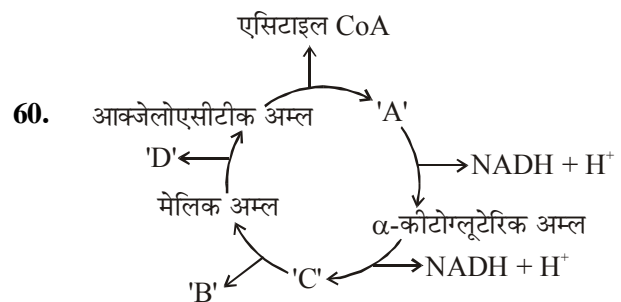 एसिटाइल CoA
60. आक्जेलोएसीटीक अम्ल 'A'
'D' NADH + H⁺
मेलिक अम्ल α-कीटोग्लूटेरिक अम्ल
'B' 'C' NADH + H⁺